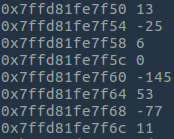 0x7ffd81fe7f50 13
0x7ffd81fe7f54 -25
0x7ffd81fe7f58 6
0x7ffd81fe7f5c 0
0x7ffd81fe7f60 -145
0x7ffd81fe7f64 53
0x7ffd81fe7f68 -77
0x7ffd81fe7f6c 11